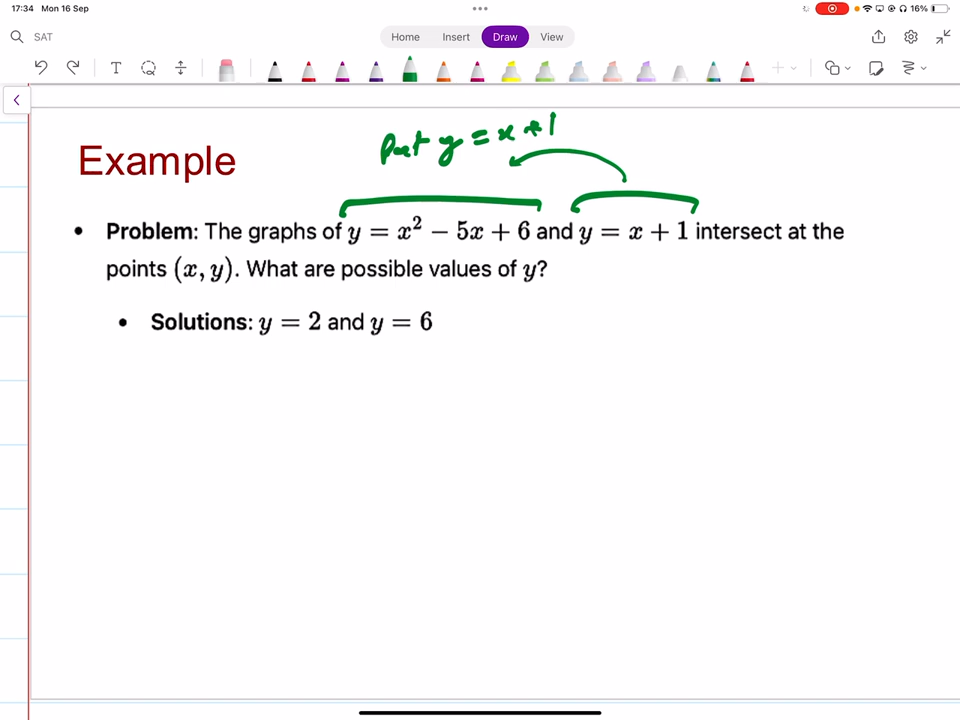 17:34 Mon 16 Sep
16%
SAT
Home Insert Draw View
T
Put y = x + 1
Example
• Problem: The graphs of y = x² − 5x + 6 and y = x + 1 intersect at the
points (x, y). What are possible values of y?
• Solutions: y = 2 and y = 6